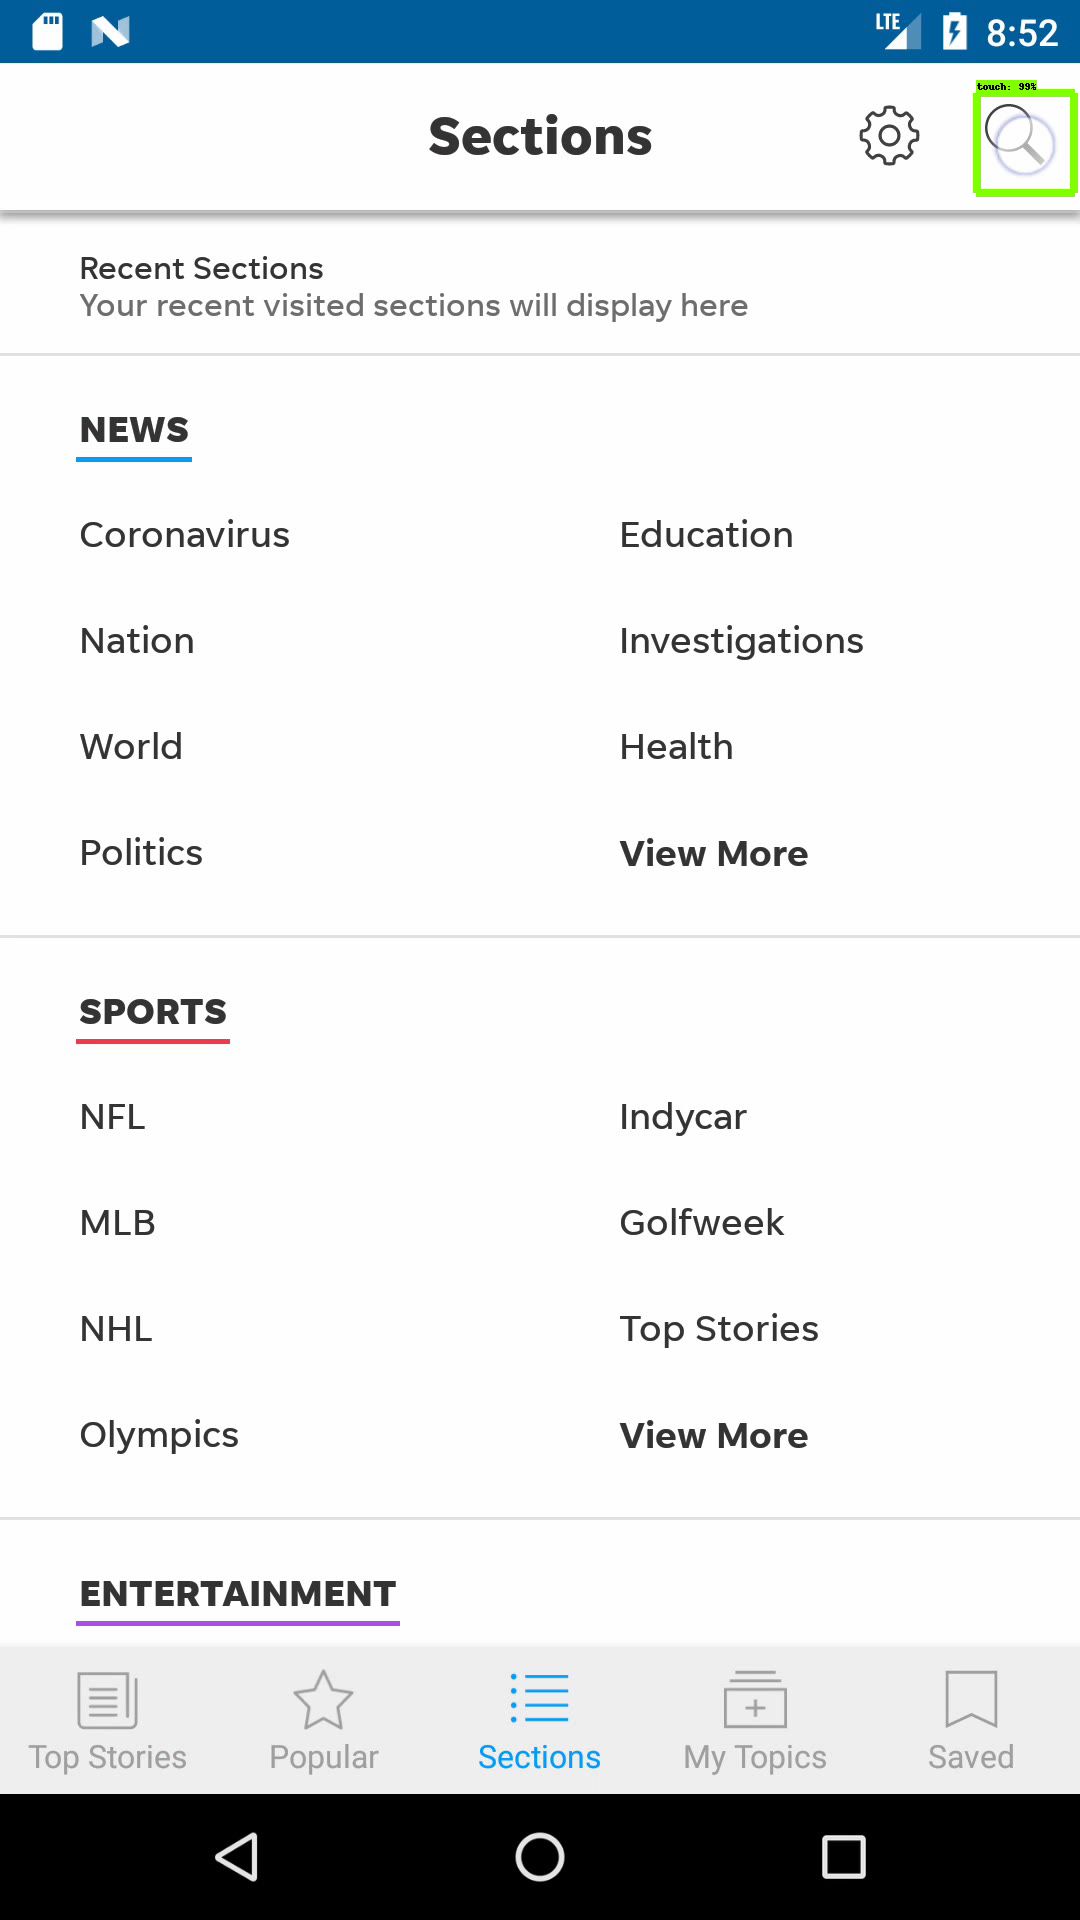 LTE 8:52
touch: 99%
Sections
Recent Sections
Your recent visited sections will display here
NEWS
Coronavirus Education
Nation Investigations
World Health
Politics View More
SPORTS
NFL Indycar
MLB Golfweek
NHL Top Stories
Olympics View More
ENTERTAINMENT
Top Stories Popular Sections My Topics Saved